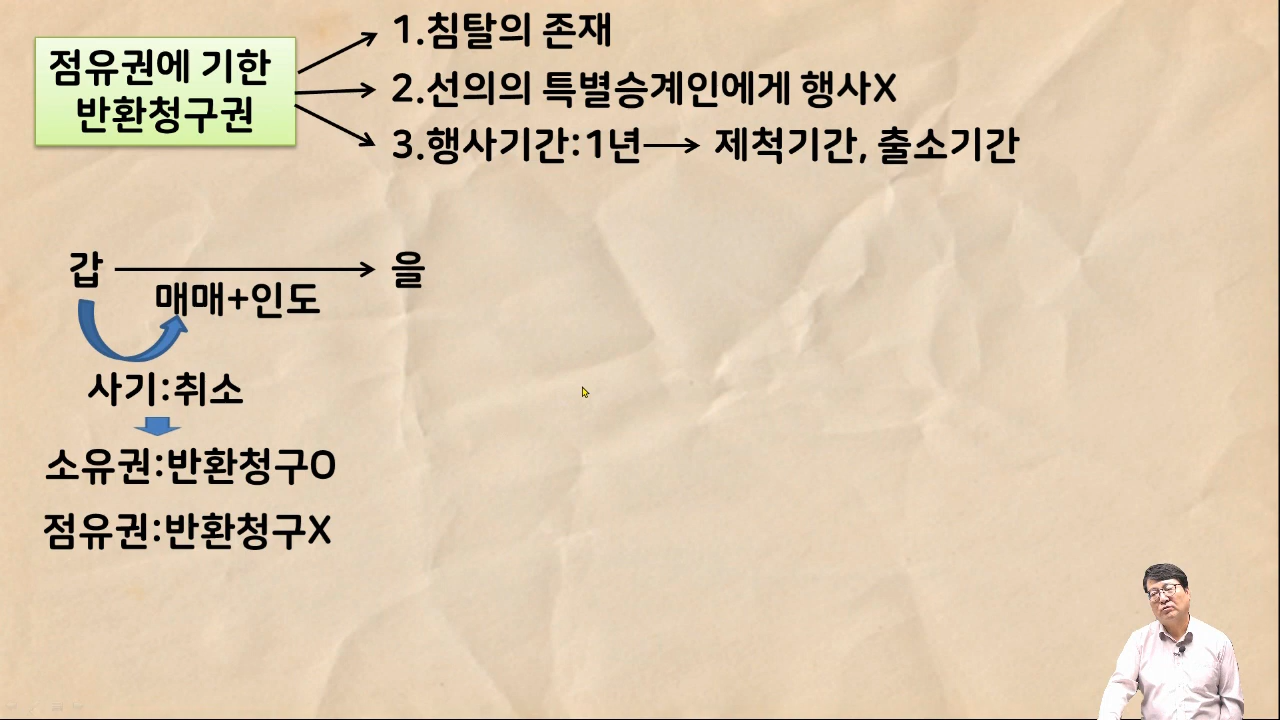 점유권에 기한
반환청구권
1.침탈의 존재
2.선의의 특별승계인에게 행사X
3.행사기간:1년 → 제척기간, 출소기간
갑 → 을
매매+인도
사기:취소
소유권:반환청구O
점유권:반환청구X